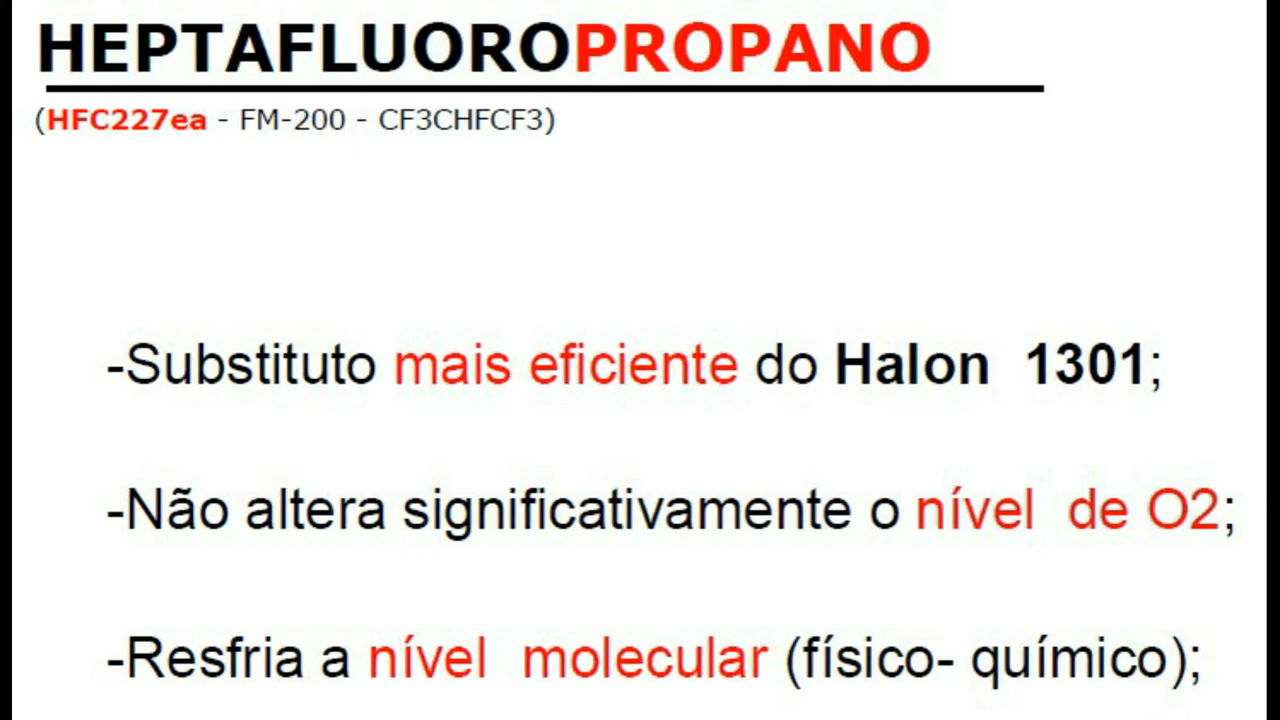 HEPTAFLUOROPROPANO
(HFC227ea - FM-200 - CF3CHFCF3)
-Substituto mais eficiente do Halon 1301;
-Não altera significativamente o nível de O2;
-Resfria a nível molecular (físico- químico);